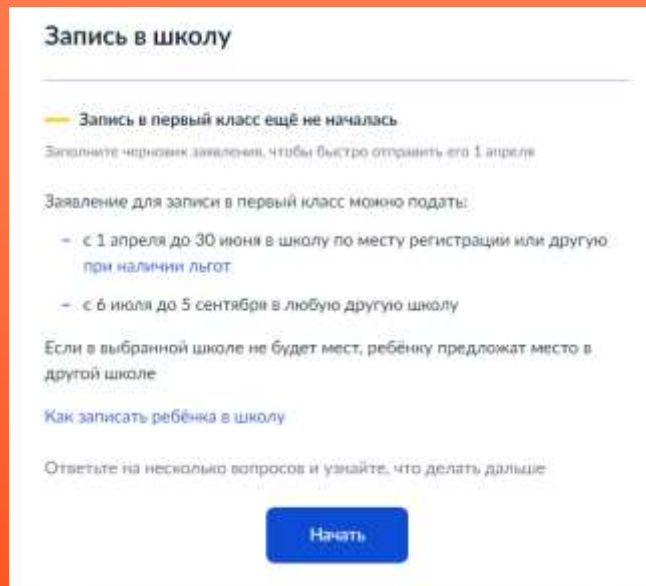 Запись в школу
Запись в первый класс ещё не началась
Заполните черновик заявления, чтобы быстро отправить его 1 апреля
Заявление для записи в первый класс можно подать:
– с 1 апреля до 30 июня в школу по месту регистрации или другую
при наличии льгот
– с 6 июля до 5 сентября в любую другую школу
Если в выбранной школе не будет мест, ребёнку предложат место в
другой школе
Как записать ребёнка в школу
Ответьте на несколько вопросов и узнайте, что делать дальше
Начать